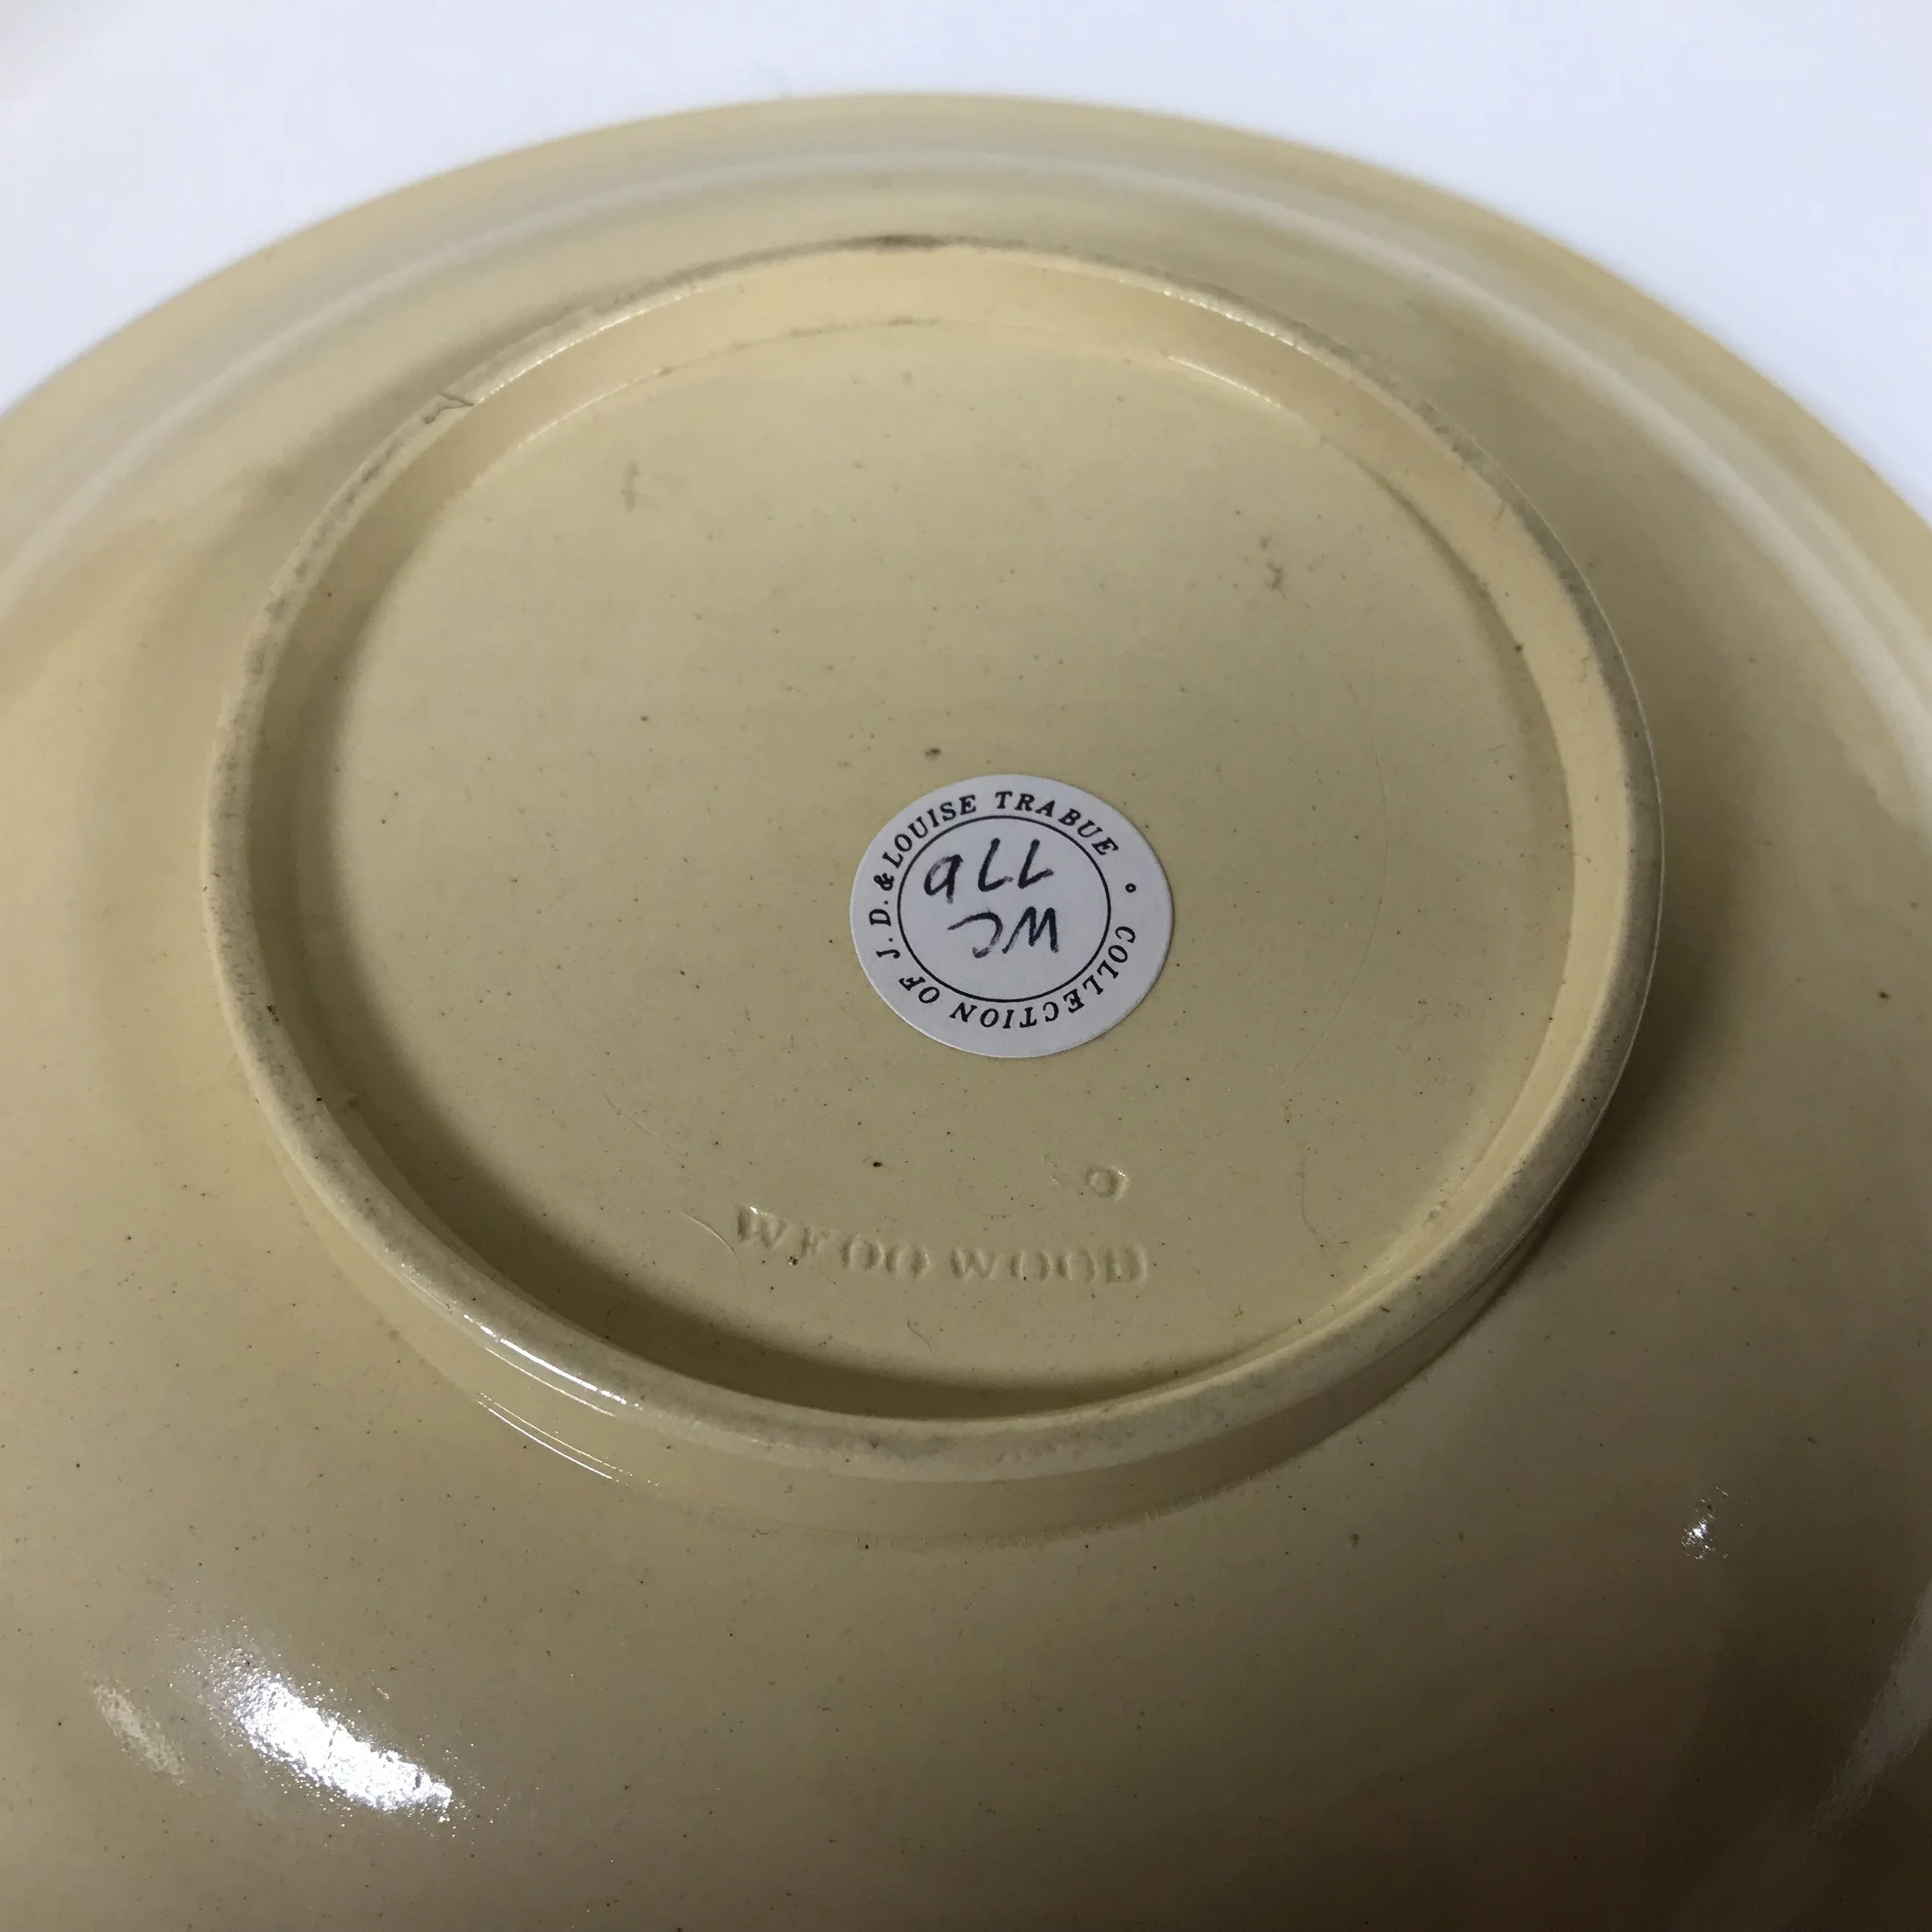 COLLECTION OF J. D. & LOUISE TRABUE
WC
776
O
WEDGWOOD